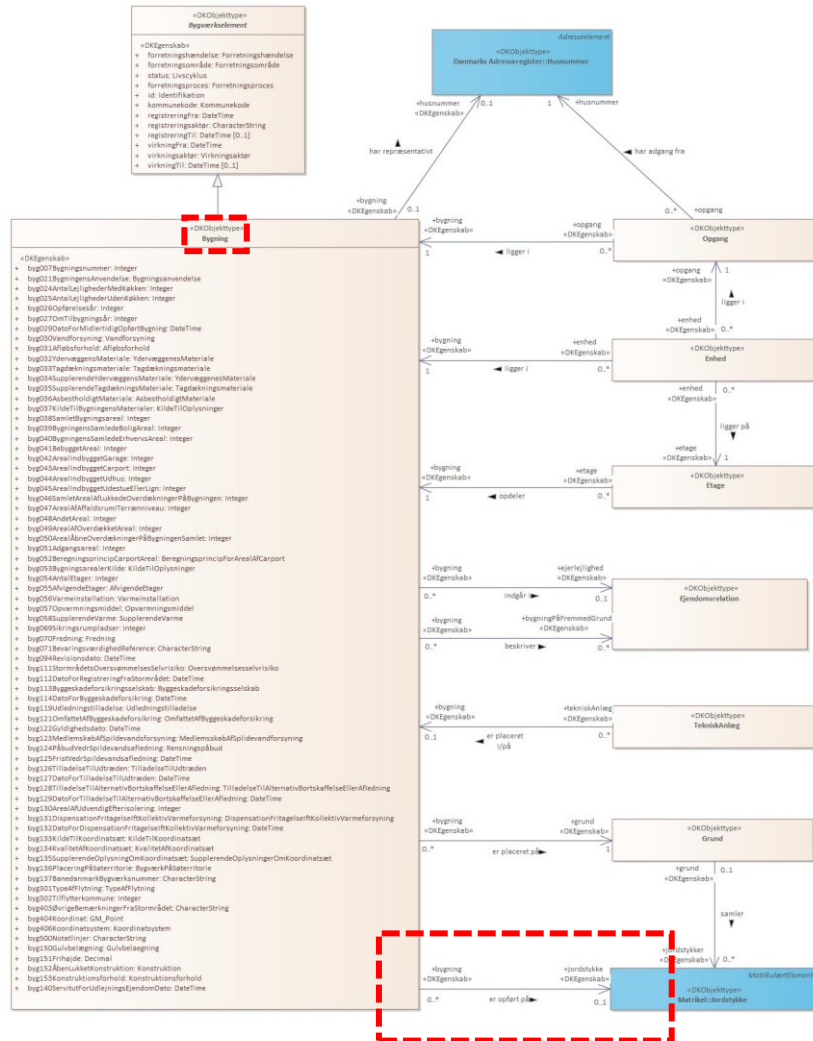 «DKObjekttype»
Bygværkselement
«DKEgenskab»
+ forretningshændelse: Forretningshændelse
+ forretningsområde: Forretningsområde
+ status: Livscyklus
+ forretningsproces: Forretningsproces
+ id: Identifikation
+ kommunekode: Kommunekode
+ registreringFra: DateTime
+ registreringsaktør: CharacterString
+ registreringTil: DateTime [0..1]
+ virkningFra: DateTime
+ virkningsaktør: Virkningsaktør
+ virkningTil: DateTime [0..1]
Adresseelement
«DKObjekttype»
Danmarks Adresseregister::Husnummer
+husnummer
«DKEgenskab»
0..1
1
+husnummer
har repræsentativt
har adgang fra
+bygning
«DKEgenskab»
0..1
0..*
+opgang
«DKObjekttype»
Bygning
«DKEgenskab»
+ byg007Bygningsnummer: Integer
+ byg021BygningensAnvendelse: Bygningsanvendelse
+ byg024AntalLejlighederMedKøkken: Integer
+ byg025AntalLejlighederUdenKøkken: Integer
+ byg026Opførelsesår: Integer
+ byg027OmTilbygningsår: Integer
+ byg029DatoForMidlertidigOpførtBygning: DateTime
+ byg030Vandforsyning: Vandforsyning
+ byg031Afløbsforhold: Afløbsforhold
+ byg032YdervæggensMateriale: YdervæggenesMateriale
+ byg033Tagdækningsmateriale: Tagdækningsmateriale
+ byg034SupplerendeYdervæggensMateriale: YdervæggenesMateriale
+ byg035SupplerendeTagdækningsMateriale: Tagdækningsmateriale
+ byg036AsbestholdigtMateriale: AsbestholdigtMateriale
+ byg037KildeTilBygningensMaterialer: KildeTilOplysninger
+ byg038SamletBygningsareal: Integer
+ byg039BygningensSamledeBoligAreal: Integer
+ byg040BygningensSamledeErhvervsAreal: Integer
+ byg041BebyggetAreal: Integer
+ byg042ArealIndbyggetGarage: Integer
+ byg043ArealIndbyggetCarport: Integer
+ byg044ArealIndbyggetUdhus: Integer
+ byg045ArealIndbyggetUdestueEllerLign: Integer
+ byg046SamletArealAfLukkedeOverdækningerPåBygningen: Integer
+ byg047ArealAfAffaldsrumITerrænniveau: Integer
+ byg048AndetAreal: Integer
+ byg049ArealAfOverdækketAreal: Integer
+ byg050ArealÅbneOverdækningerPåBygningenSamlet: Integer
+ byg051Adgangsareal: Integer
+ byg052BeregningsprincipCarportAreal: BeregningsprincipForArealAfCarport
+ byg053BygningsarealerKilde: KildeTilOplysninger
+ byg054AntalEtager: Integer
+ byg055AfvigendeEtager: AfvigendeEtager
+ byg056Varmeinstallation: Varmeinstallation
+ byg057Opvarmningsmiddel: Opvarmningsmiddel
+ byg058SupplerendeVarme: SupplerendeVarme
+ byg069Sikringsrumpladser: Integer
+ byg070Fredning: Fredning
+ byg071BevaringsværdighedReference: CharacterString
+ byg094Revisionsdato: DateTime
+ byg111StormrådetsOversvømmelsesSelvrisiko: Oversvømmelsesselvrisiko
+ byg112DatoForRegistreringFraStormrådet: DateTime
+ byg113Byggeskadeforsikringsselskab: Byggeskadeforsikringsselskab
+ byg114DatoForByggeskadeforsikring: DateTime
+ byg119Udledningstilladelse: Udledningstilladelse
+ byg121OmfattetAfByggeskadeforsikring: OmfattetAfByggeskadeforsikring
+ byg122Gyldighedsdato: DateTime
+ byg123MedlemskabAfSpildevandsforsyning: MedlemsskabAfSplidevandforsyning
+ byg124PåbudVedrSpildevandsafledning: Rensningspåbud
+ byg125FristVedrSpildevandsafledning: DateTime
+ byg126TilladelseTilUdtræden: TilladelseTilUdtræden
+ byg127DatoForTilladelseTilUdtræden: DateTime
+ byg128TilladelseTilAlternativBortskaffelseEllerAfledning: TilladelseTilAlternativBortskaffelseEllerAfledning
+ byg129DatoForTilladelseTilAlternativBortskaffelseEllerAfledning: DateTime
+ byg130ArealAfUdvendigEfterisolering: Integer
+ byg131DispensationFritagelseIftKollektivVarmeforsyning: DispensationFritagelseIftKollektivVarmeforsyning
+ byg132DatoForDispensationFritagelseIftKollektivVarmeforsyning: DateTime
+ byg133KildeTilKoordinatsæt: KildeTilKoordinatsæt
+ byg134KvalitetAfKoordinatsæt: KvalitetAfKoordinatsæt
+ byg135SupplerendeOplysningOmKoordinatsæt: SupplerendeOplysningerOmKoordinatsæt
+ byg136PlaceringPåSøterritorie: BygværkPåSøterritorie
+ byg137BanedanmarkBygværksnummer: CharacterString
+ byg301TypeAfFlytning: TypeAfFlytning
+ byg302Tilflytterkommune: Integer
+ byg403ØvrigeBemærkningerFraStormrådet: CharacterString
+ byg404Koordinat: GM_Point
+ byg406Koordinatsystem: Koordinatsystem
+ byg500Notatlinjer: CharacterString
+ byg150Gulvbelægning: Gulvbelaegning
+ byg151Frihøjde: Decimal
+ byg152ÅbenLukketKonstruktion: Konstruktion
+ byg153Konstruktionsforhold: Konstruktionsforhold
+ byg140ServitutForUdlejningsEjendomDato: DateTime
+bygning
«DKEgenskab»
1
ligger i
+opgang
«DKEgenskab»
0..*
«DKObjekttype»
Opgang
+opgang
«DKEgenskab»
1
ligger i
+enhed
«DKEgenskab»
0..*
+bygning
«DKEgenskab»
1
ligger i
+enhed
«DKEgenskab»
0..*
«DKObjekttype»
Enhed
+enhed
«DKEgenskab»
0..*
ligger på
+etage
«DKEgenskab»
1
+bygning
«DKEgenskab»
1
opdeler
+etage
«DKEgenskab»
0..*
«DKObjekttype»
Etage
+bygning
«DKEgenskab»
0..*
indgår i
+ejerlejlighed
«DKEgenskab»
0..1
«DKObjekttype»
Ejendomsrelation
+bygning
«DKEgenskab»
0..*
beskriver
+bygningPåFremmedGrund
«DKEgenskab»
0..*
+bygning
«DKEgenskab»
0..1
er placeret
i/på
+tekniskAnlæg
«DKEgenskab»
0..*
«DKObjekttype»
TeknisktAnlæg
+bygning
«DKEgenskab»
0..*
er placeret på
+grund
«DKEgenskab»
1
«DKObjekttype»
Grund
+grund
«DKEgenskab»
0..1
samler
+jordstykker
«DKEgenskab»
0..*
+bygning
«DKEgenskab»
0..*
er opført på
+jordstykke
«DKEgenskab»
0..1
MatrikulærtElement
«DKObjekttype»
Matrikel::Jordstykke